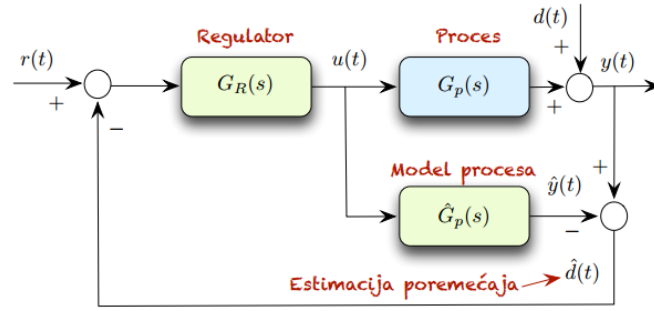 d(t)
Regulator
Proces
r(t)
u(t)
+
y(t)
G_R(s)
G_p(s)
+
+
−
Model procesa
+
ŷ(t)
Ĝ_p(s)
−
Estimacija poremećaja
d̂(t)